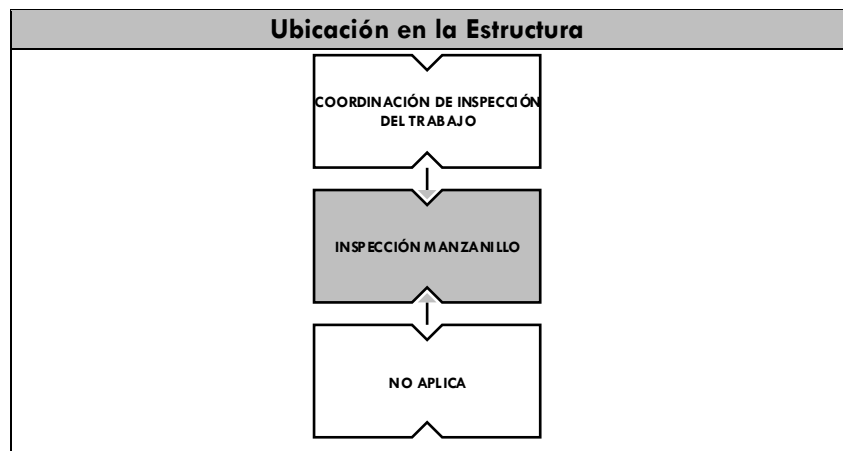 Ubicación en la Estructura
COORDINACIÓN DE INSPECCIÓN
DEL TRABAJO
INSPECCIÓN MANZANILLO
NO APLICA